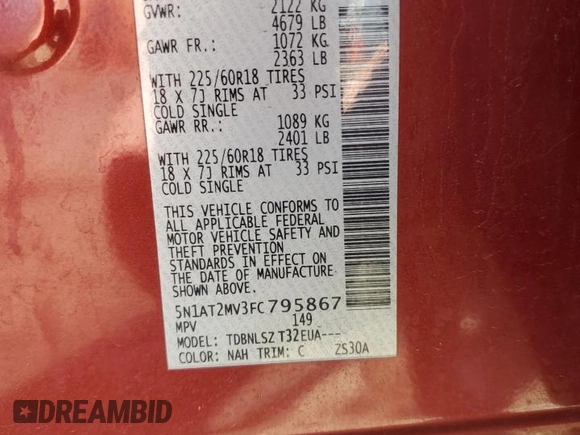 GVWR: 2122 KG
4679 LB
GAWR FR.: 1072 KG
2363 LB
WITH 225/60R18 TIRES
18 X 7J RIMS AT 33 PSI
COLD SINGLE
GAWR RR.: 1089 KG
2401 LB
WITH 225/60R18 TIRES
18 X 7J RIMS AT 33 PSI
COLD SINGLE
THIS VEHICLE CONFORMS TO
ALL APPLICABLE FEDERAL
MOTOR VEHICLE SAFETY AND
THEFT PREVENTION
STANDARDS IN EFFECT ON
THE DATE OF MANUFACTURE
SHOWN ABOVE.
5N1AT2MV3FC795867
MPV 149
MODEL: TDBNLSZ T32EUA----
COLOR: NAH TRIM: C ZS30A
DREAMBID